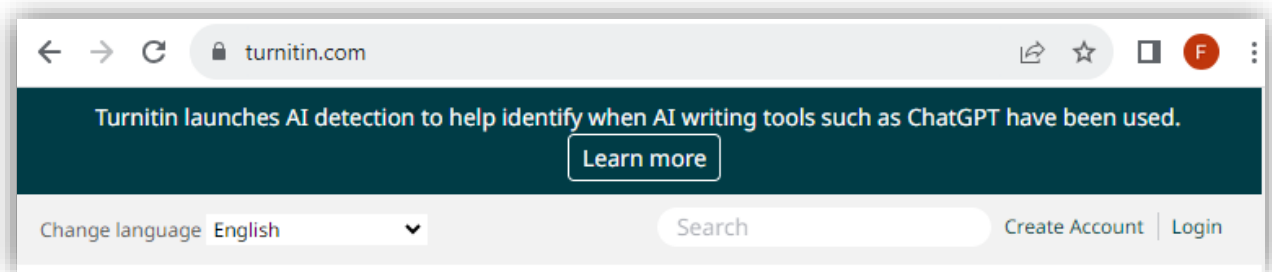 turnitin.com
F
Turnitin launches AI detection to help identify when AI writing tools such as ChatGPT have been used.
Learn more
Change language English Search Create Account Login